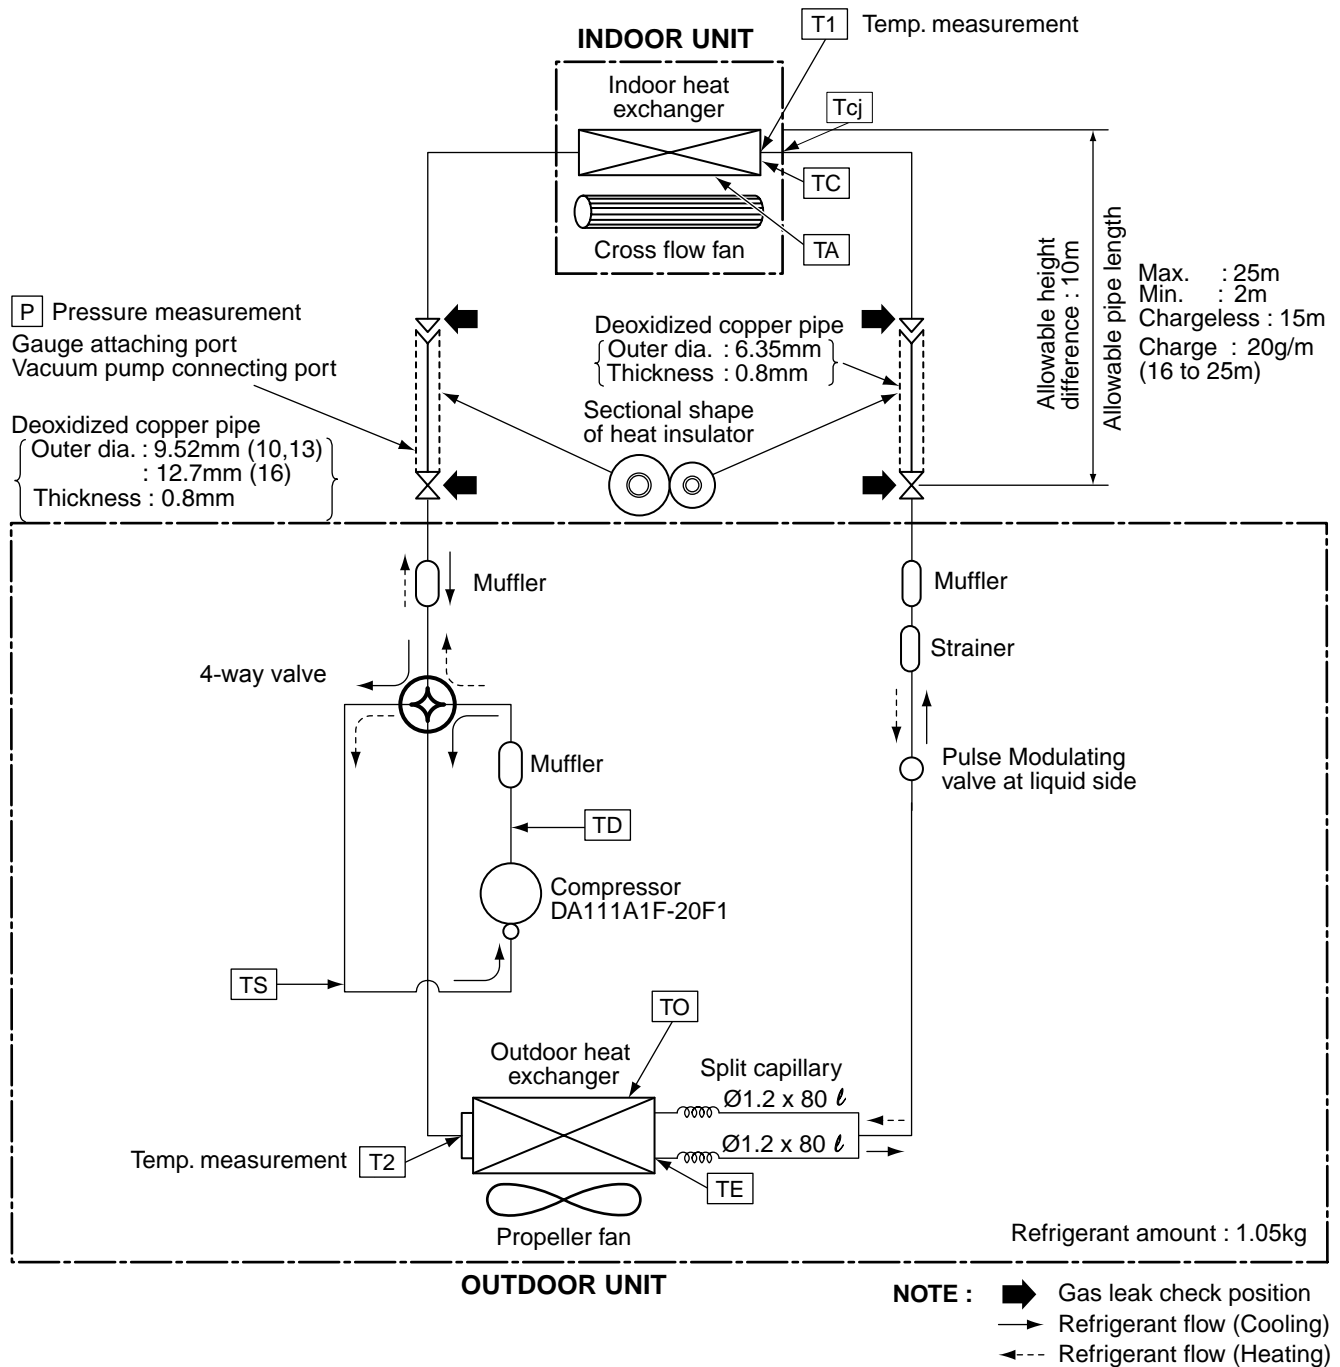 T1 Temp. measurement
INDOOR UNIT
Indoor heat
exchanger
Tcj
TC
Cross flow fan
TA
Allowable height
difference : 10m
Allowable pipe length
Max. : 25m
Min. : 2m
Chargeless : 15m
Charge : 20g/m
(16 to 25m)
P Pressure measurement
Gauge attaching port
Vacuum pump connecting port
Deoxidized copper pipe
Outer dia. : 9.52mm (10,13)
: 12.7mm (16)
Thickness : 0.8mm
Deoxidized copper pipe
Outer dia. : 6.35mm
Thickness : 0.8mm
Sectional shape
of heat insulator
Muffler
Muffler
Strainer
4-way valve
Muffler
Pulse Modulating
valve at liquid side
TD
Compressor
DA111A1F-20F1
TS
TO
Outdoor heat
exchanger
Split capillary
Ø1.2 x 80 ℓ
Ø1.2 x 80 ℓ
Temp. measurement T2
TE
Propeller fan
Refrigerant amount : 1.05kg
OUTDOOR UNIT
NOTE : Gas leak check position
Refrigerant flow (Cooling)
Refrigerant flow (Heating)